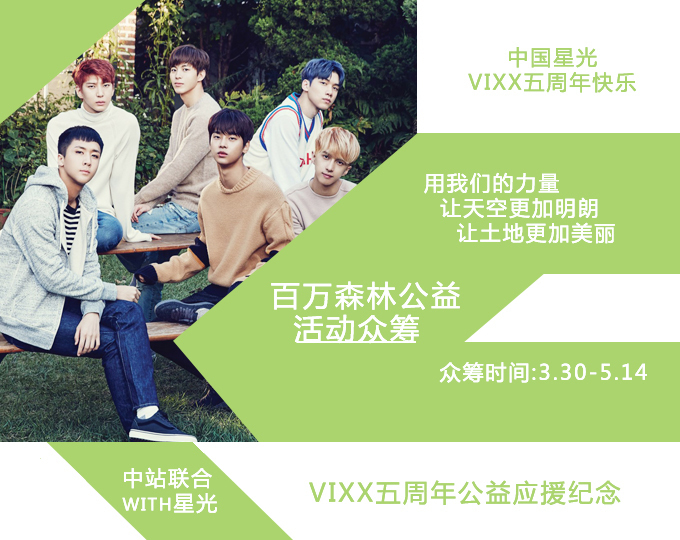 中国星光
VIXX五周年快乐
用我们的力量
让天空更加明朗
让土地更加美丽
百万森林公益
活动众筹
众筹时间:3.30-5.14
中站联合
WITH星光
VIXX五周年公益应援纪念